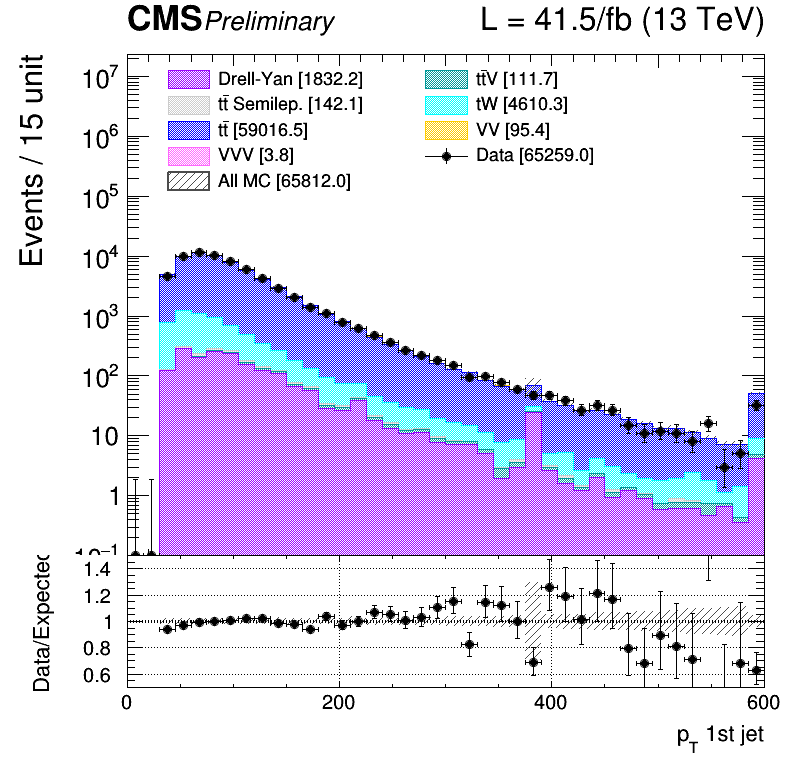 CMS Preliminary L = 41.5/fb (13 TeV)
Events / 15 unit
Drell-Yan [1832.2]
tt̄ Semilep. [142.1]
tt̄ [59016.5]
VVV [3.8]
All MC [65812.0]
tt̄V [111.7]
tW [4610.3]
VV [95.4]
Data [65259.0]
10⁷
10⁶
10⁵
10⁴
10³
10²
10
1
10⁻¹
Data/Expected
1.4
1.2
1
0.8
0.6
0 200 400 600
p_T 1st jet